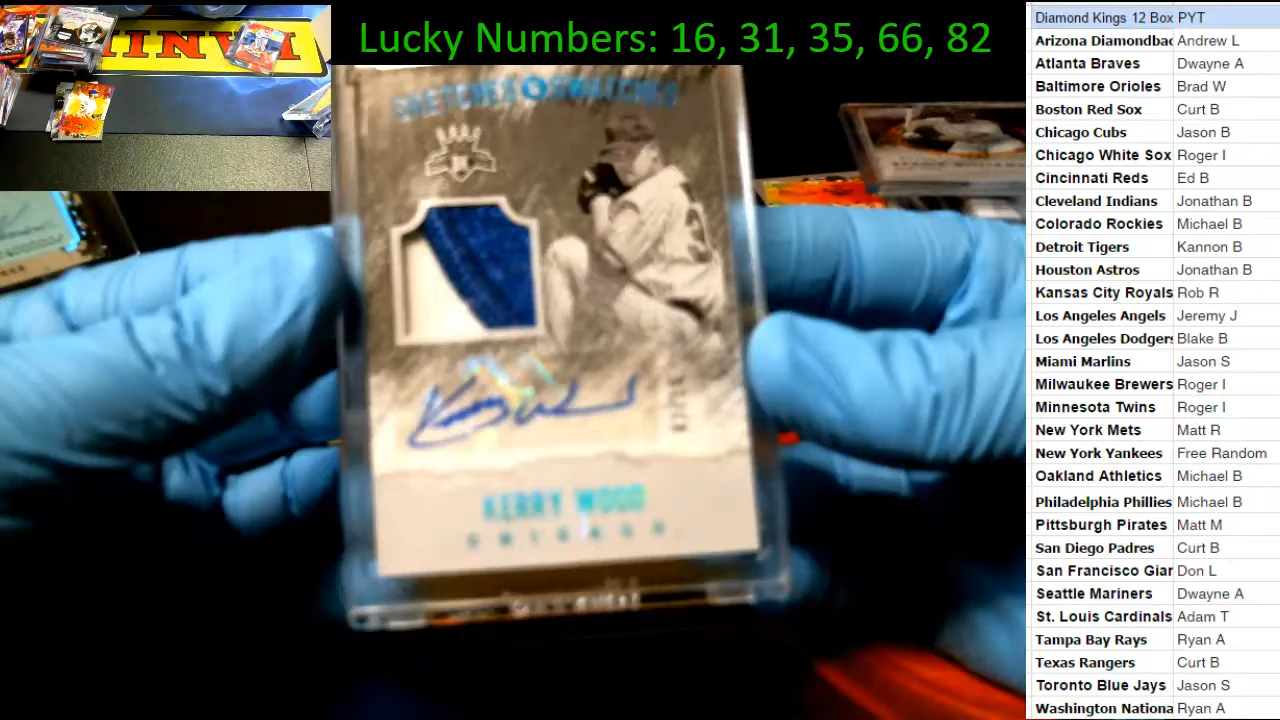 Lucky Numbers: 16, 31, 35, 66, 82
PANINI
SKETCHES & SWATCHES
KERRY WOOD
CHICAGO
Diamond Kings 12 Box PYT
Arizona Diamondbac Andrew L
Atlanta Braves Dwayne A
Baltimore Orioles Brad W
Boston Red Sox Curt B
Chicago Cubs Jason B
Chicago White Sox Roger I
Cincinnati Reds Ed B
Cleveland Indians Jonathan B
Colorado Rockies Michael B
Detroit Tigers Kannon B
Houston Astros Jonathan B
Kansas City Royals Rob R
Los Angeles Angels Jeremy J
Los Angeles Dodgers Blake B
Miami Marlins Jason S
Milwaukee Brewers Roger I
Minnesota Twins Roger I
New York Mets Matt R
New York Yankees Free Random
Oakland Athletics Michael B
Philadelphia Phillies Michael B
Pittsburgh Pirates Matt M
San Diego Padres Curt B
San Francisco Gian Don L
Seattle Mariners Dwayne A
St. Louis Cardinals Adam T
Tampa Bay Rays Ryan A
Texas Rangers Curt B
Toronto Blue Jays Jason S
Washington Nationa Ryan A